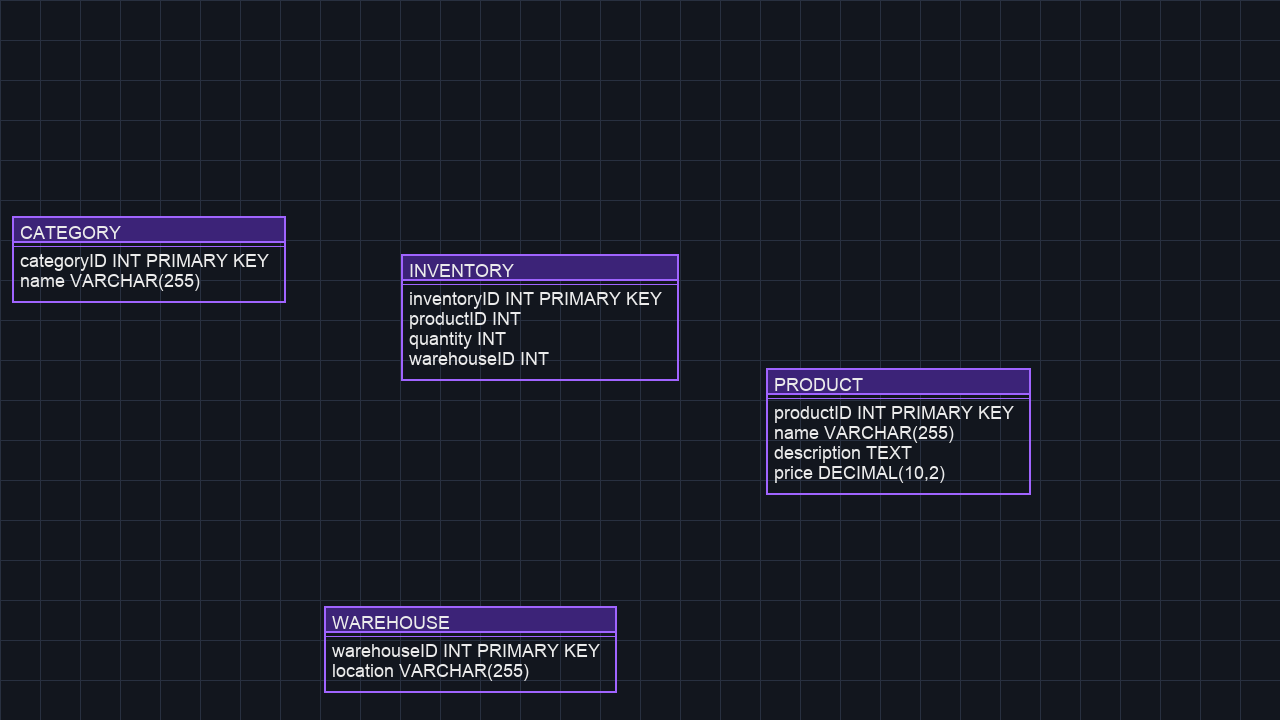 CATEGORY
categoryID INT PRIMARY KEY
name VARCHAR(255)
INVENTORY
inventoryID INT PRIMARY KEY
productID INT
quantity INT
warehouseID INT
PRODUCT
productID INT PRIMARY KEY
name VARCHAR(255)
description TEXT
price DECIMAL(10,2)
WAREHOUSE
warehouseID INT PRIMARY KEY
location VARCHAR(255)